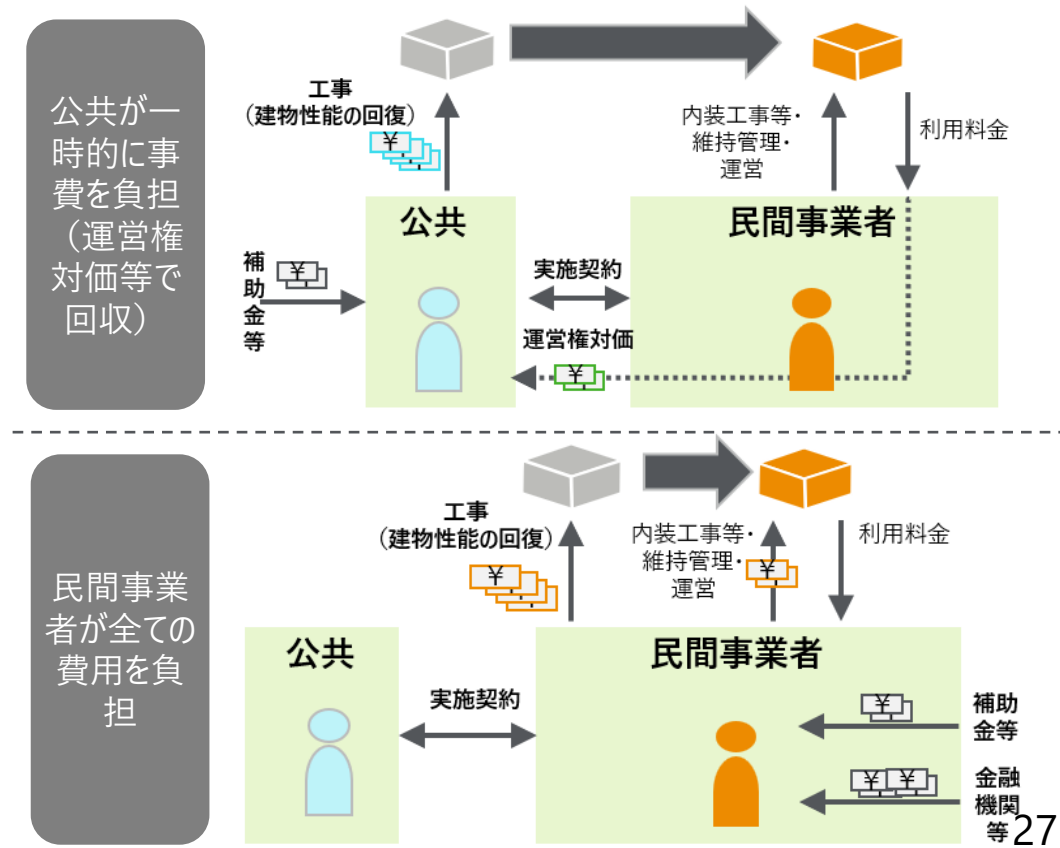 公共が一
時的に事
費を負担
（運営権
対価等で
回収）
工事
（建物性能の回復）
¥
内装工事等・
維持管理・
運営
利用料金
公共
民間事業者
補
助
金
等
¥
実施契約
運営権対価
¥
民間事業
者が全ての
費用を負
担
工事
（建物性能の回復）
¥
内装工事等・
維持管理・
運営
¥
利用料金
公共
民間事業者
実施契約
¥
補助
金等
¥ ¥
金融
機関
等
27